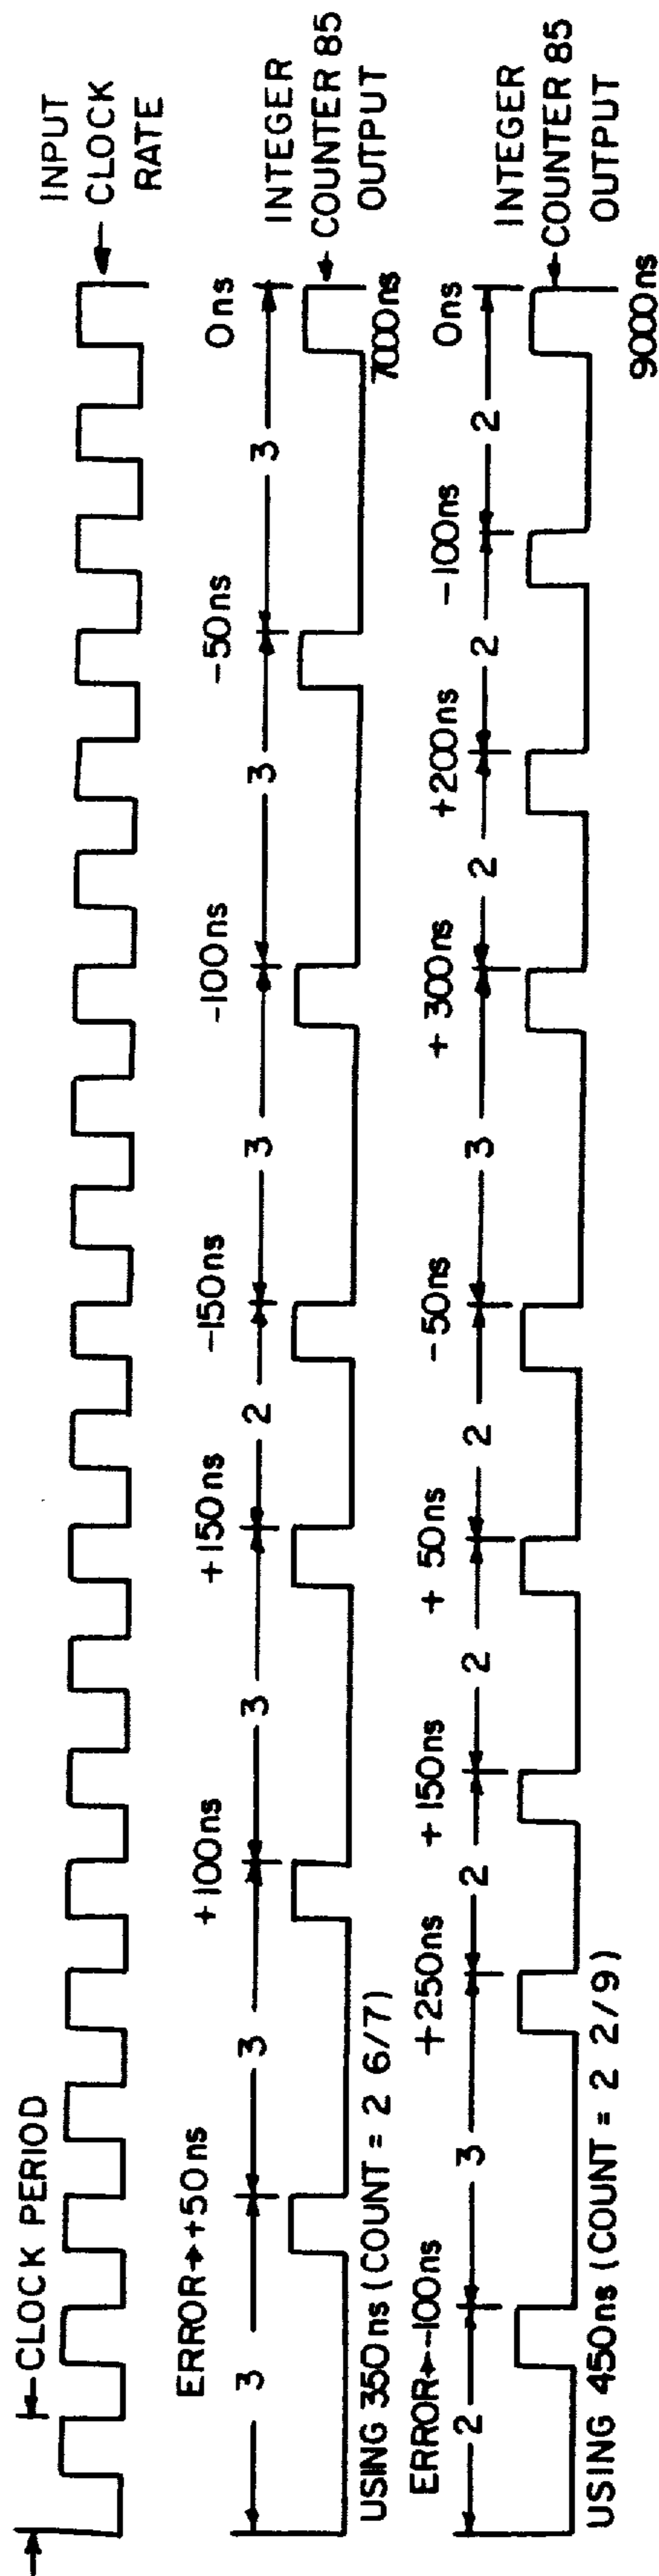 CLOCK PERIOD
INPUT
CLOCK
RATE
ERROR +50ns
+100ns
+150ns
-150ns
-100ns
-50ns
0ns
3
3
3
2
3
3
3
INTEGER
COUNTER 85
OUTPUT
USING 350ns (COUNT = 2 6/7)
7000ns
ERROR -100ns
+250ns
+150ns
+ 50ns
- 50ns
+ 300ns
+200ns
-100ns
0ns
2
3
2
2
2
3
2
2
2
INTEGER
COUNTER 85
OUTPUT
USING 450ns (COUNT = 2 2/9)
9000ns